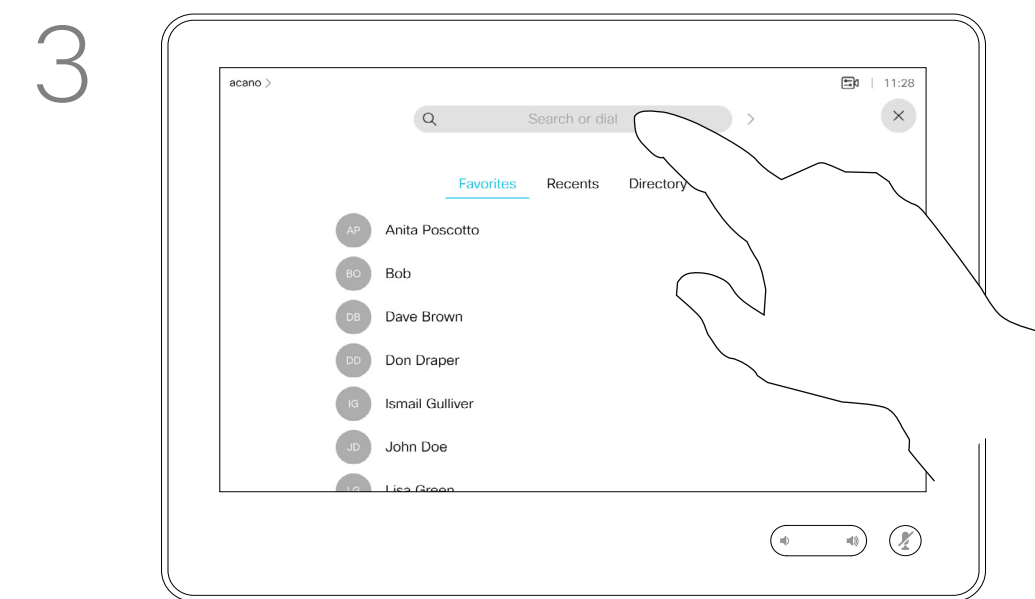 3
acano > | 11:28
Search or dial >
Favorites Recents Directory
AP Anita Poscotto
BO Bob
DB Dave Brown
DD Don Draper
IG Ismail Gulliver
JD John Doe
LG Lisa Green